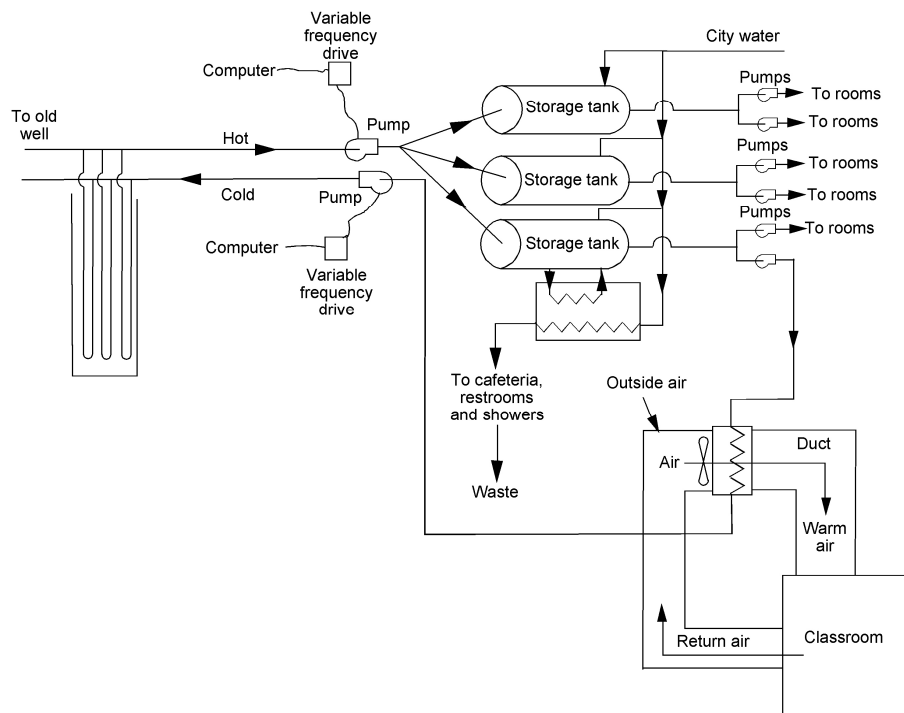 Variable
frequency
drive
City water
Computer
Pumps
To rooms
To rooms
Storage tank
To old
well
Hot
Pump
Pumps
To rooms
To rooms
Storage tank
Cold
Pump
Pumps
To rooms
Storage tank
Computer
Variable
frequency
drive
To cafeteria,
restrooms
and showers
Waste
Outside air
Air
Duct
Warm
air
Return air
Classroom